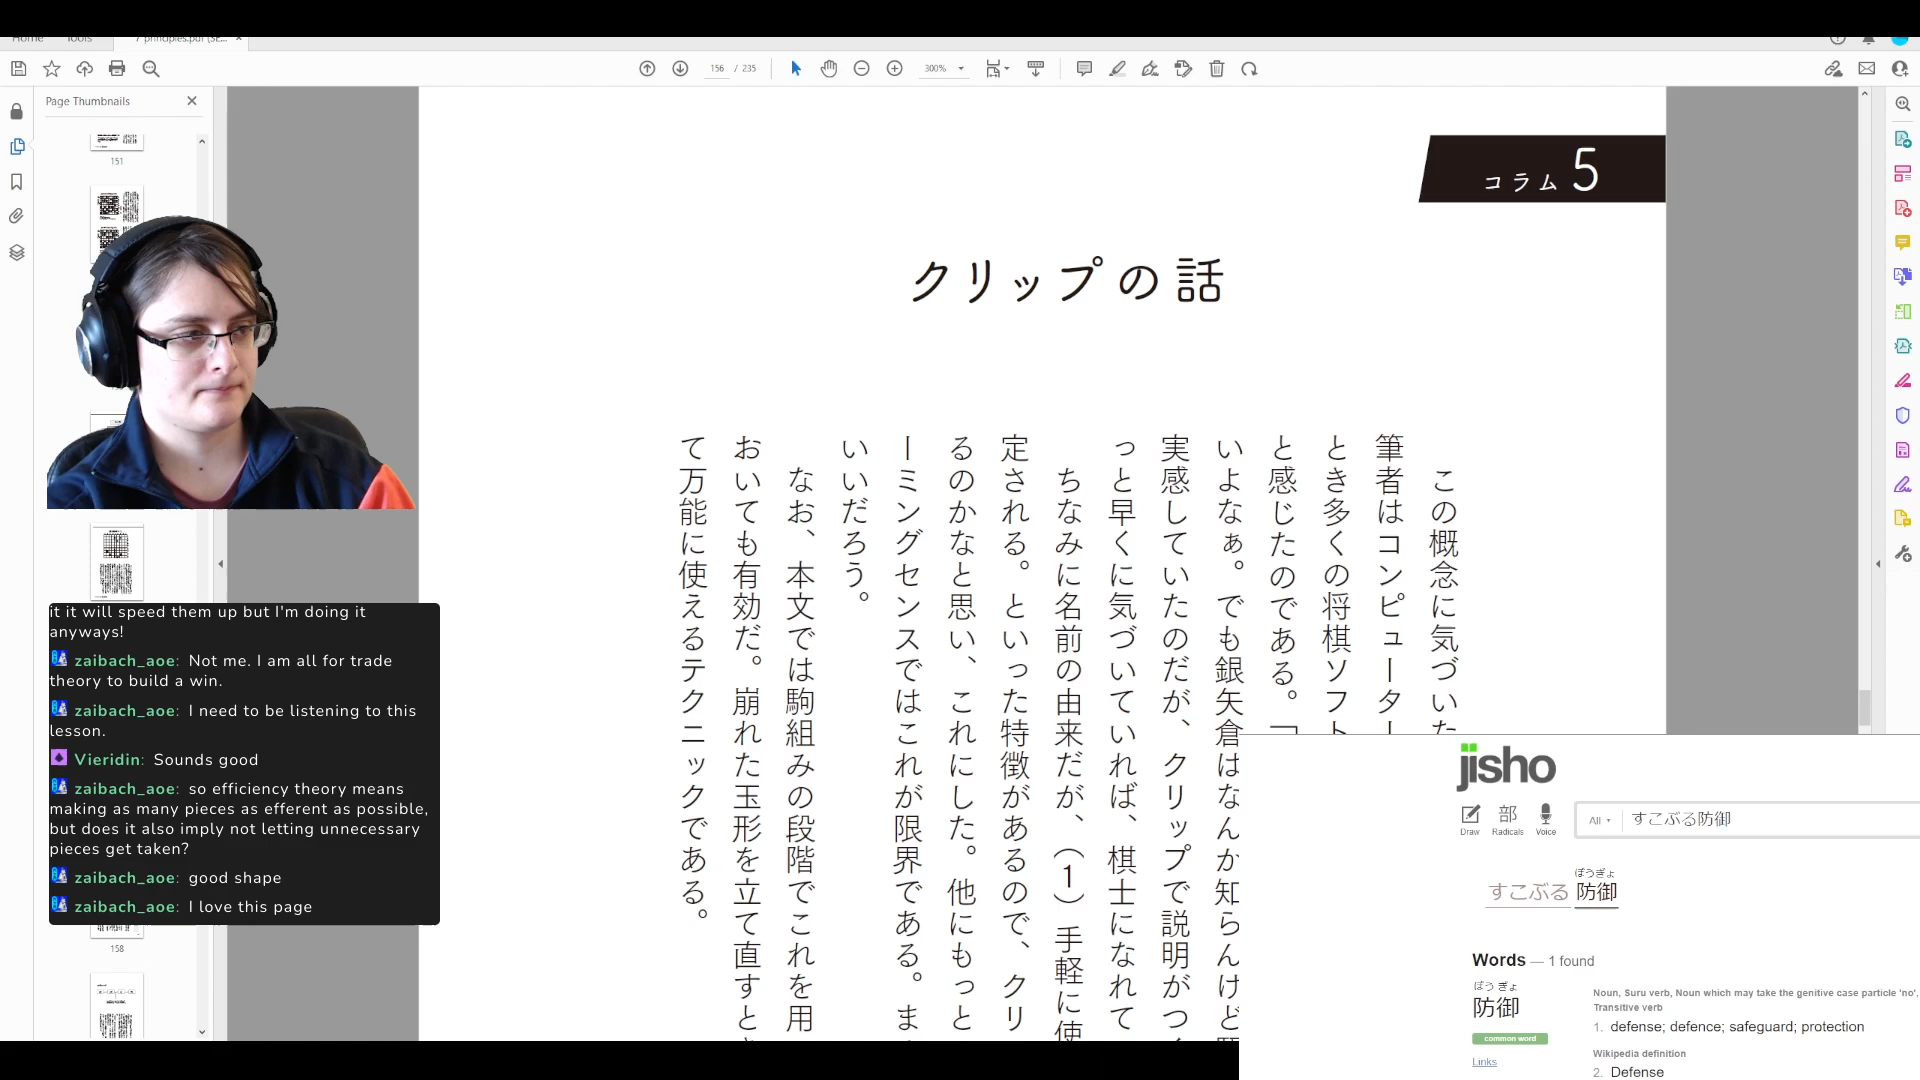 Home Tools 7 principles.pdf (SE...
156 / 235
300%
Page Thumbnails
151
158
コラム 5
クリップの話
この概念に気づいた
筆者はコンピューター
とき多くの将棋ソフト
と感じたのである。「
いよなぁ。でも銀矢倉はなんか知らんけど
実感していたのだが、クリップで説明がつ
っと早くに気づいていれば、棋士になれて
ちなみに名前の由来だが、（1）手軽に使
定される。といった特徴があるので、クリ
るのかなと思い、これにした。他にもっと
ーミングセンスではこれが限界である。ま
いいだろう。
なお、本文では駒組みの段階でこれを用
おいても有効だ。崩れた玉形を立て直すと
て万能に使えるテクニックである。
it it will speed them up but I'm doing it
anyways!
zaibach_aoe: Not me. I am all for trade
theory to build a win.
zaibach_aoe: I need to be listening to this
lesson.
Vieridin: Sounds good
zaibach_aoe: so efficiency theory means
making as many pieces as efferent as possible,
but does it also imply not letting unnecessary
pieces get taken?
zaibach_aoe: good shape
zaibach_aoe: I love this page
jisho
Draw 部 Radicals Voice
All すこぶる防御
ぼうぎょ
すこぶる 防御
Words — 1 found
ぼうぎょ
防御
common word
Links
Noun, Suru verb, Noun which may take the genitive case particle 'no',
Transitive verb
1. defense; defence; safeguard; protection
Wikipedia definition
2. Defense